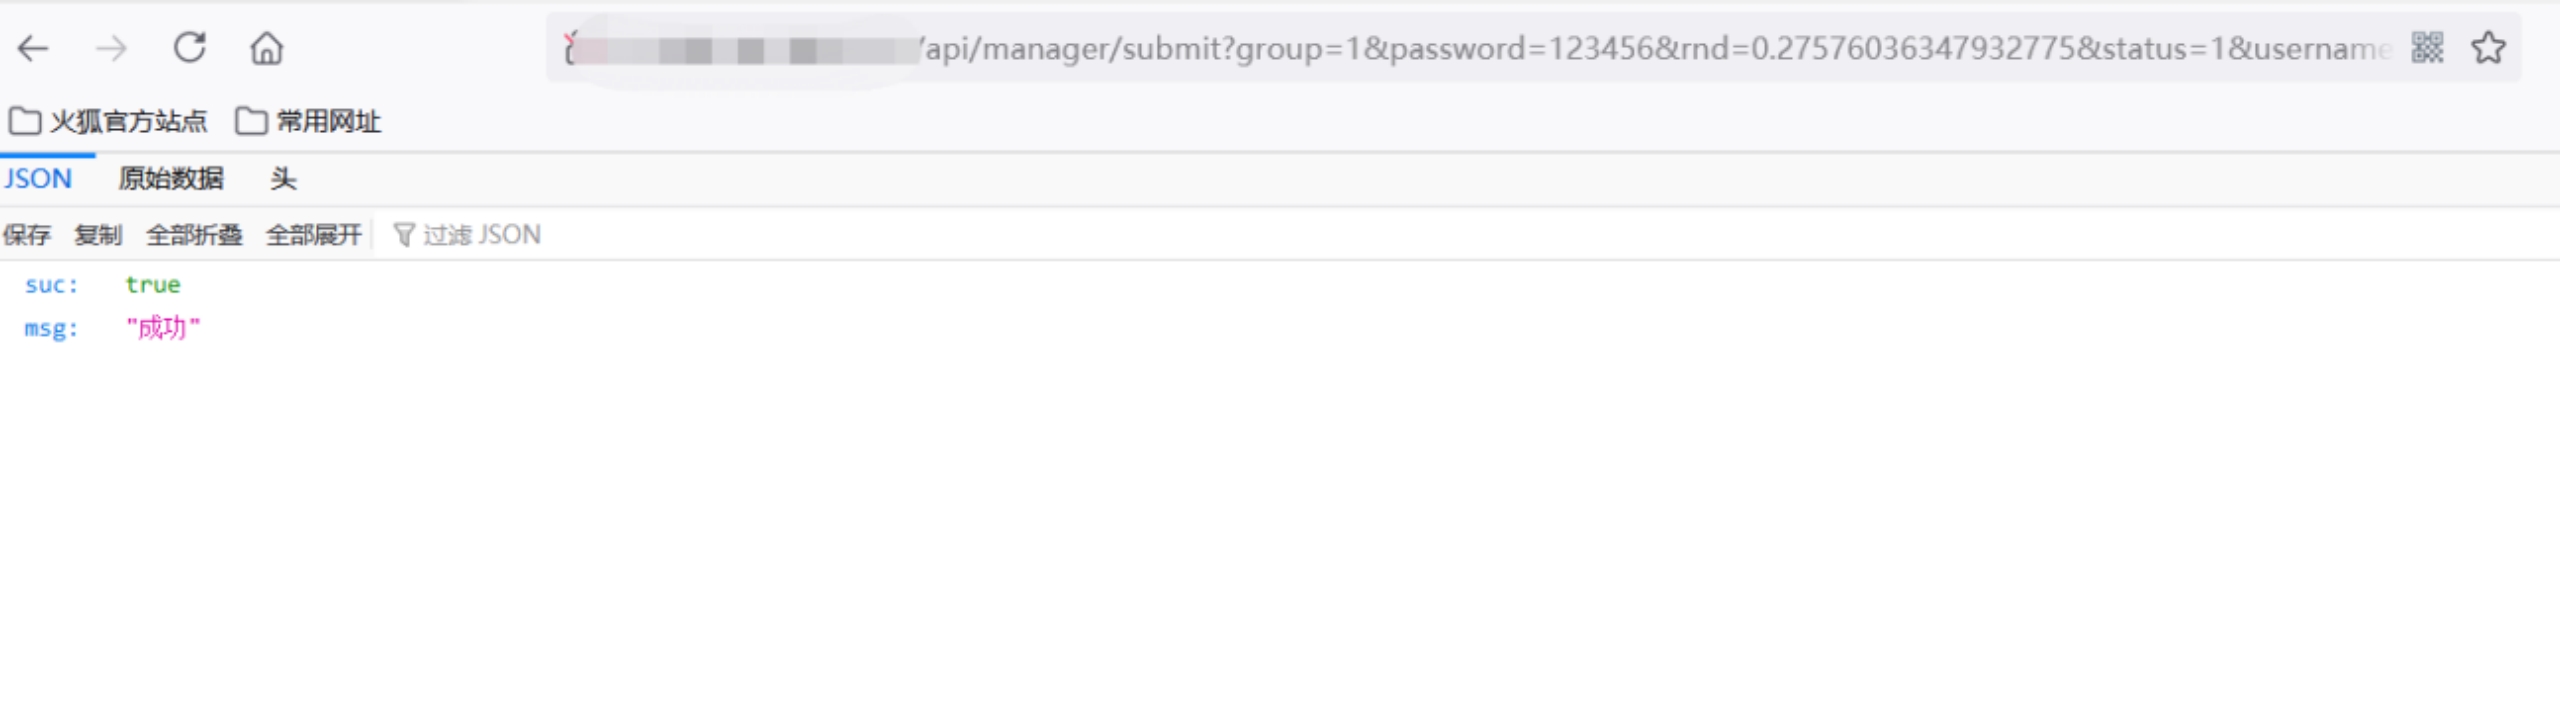 /api/manager/submit?group=1&password=123456&rnd=0.27576036347932775&status=1&username
火狐官方站点 常用网址
JSON 原始数据 头
保存 复制 全部折叠 全部展开 过滤 JSON
suc: true
msg: "成功"